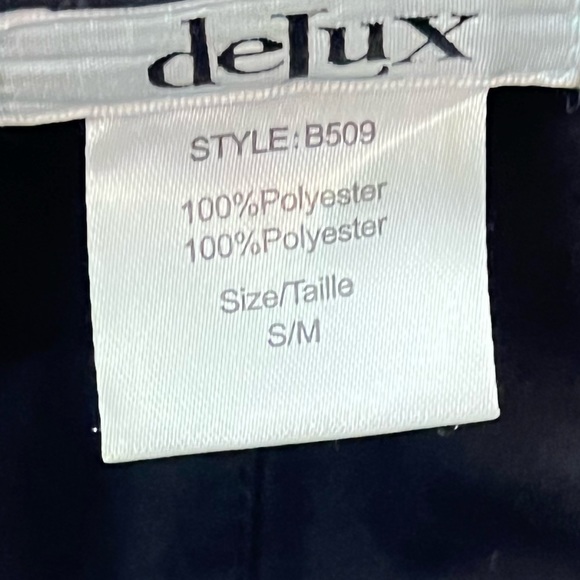 delux
STYLE:B509
100%Polyester
100%Polyester
Size/Taille
S/M